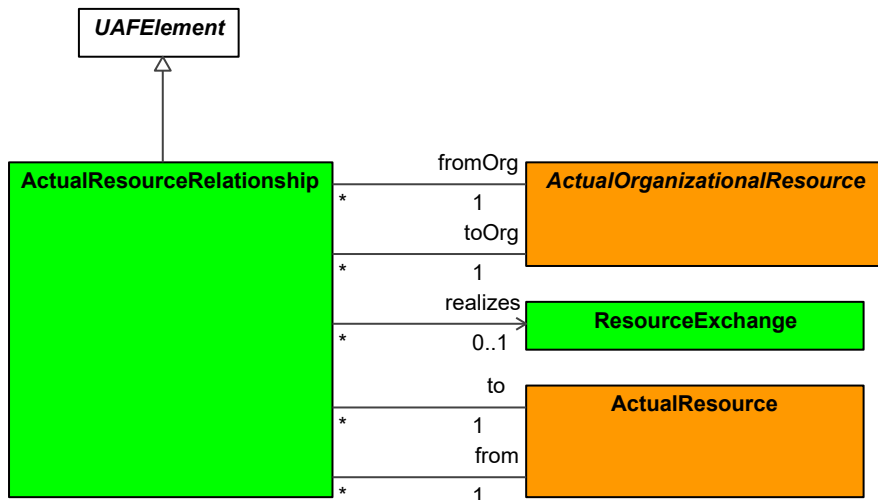 UAFElement
fromOrg
ActualResourceRelationship
ActualOrganizationalResource
* 1
toOrg
* 1
realizes
ResourceExchange
* 0..1
to
ActualResource
* 1
from
* 1